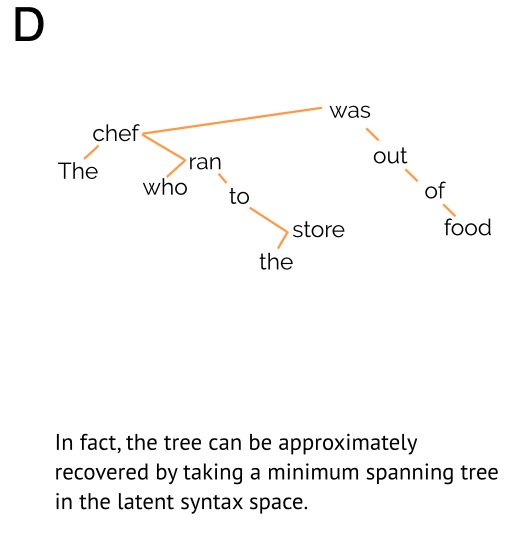 D
was
chef
out
ran
The
who
of
to
food
store
the
In fact, the tree can be approximately
recovered by taking a minimum spanning tree
in the latent syntax space.